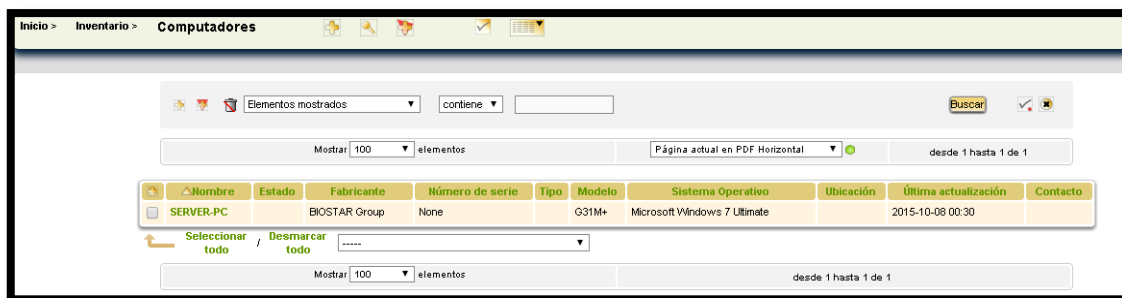 Inicio > Inventario > Computadores
Elementos mostrados contiene Buscar
Mostrar 100 elementos Página actual en PDF Horizontal desde 1 hasta 1 de 1
Nombre Estado Fabricante Número de serie Tipo Modelo Sistema Operativo Ubicación Última actualización Contacto
SERVER-PC BIOSTAR Group None G31M+ Microsoft Windows 7 Ultimate 2015-10-08 00:30
Seleccionar todo / Desmarcar todo -----
Mostrar 100 elementos desde 1 hasta 1 de 1